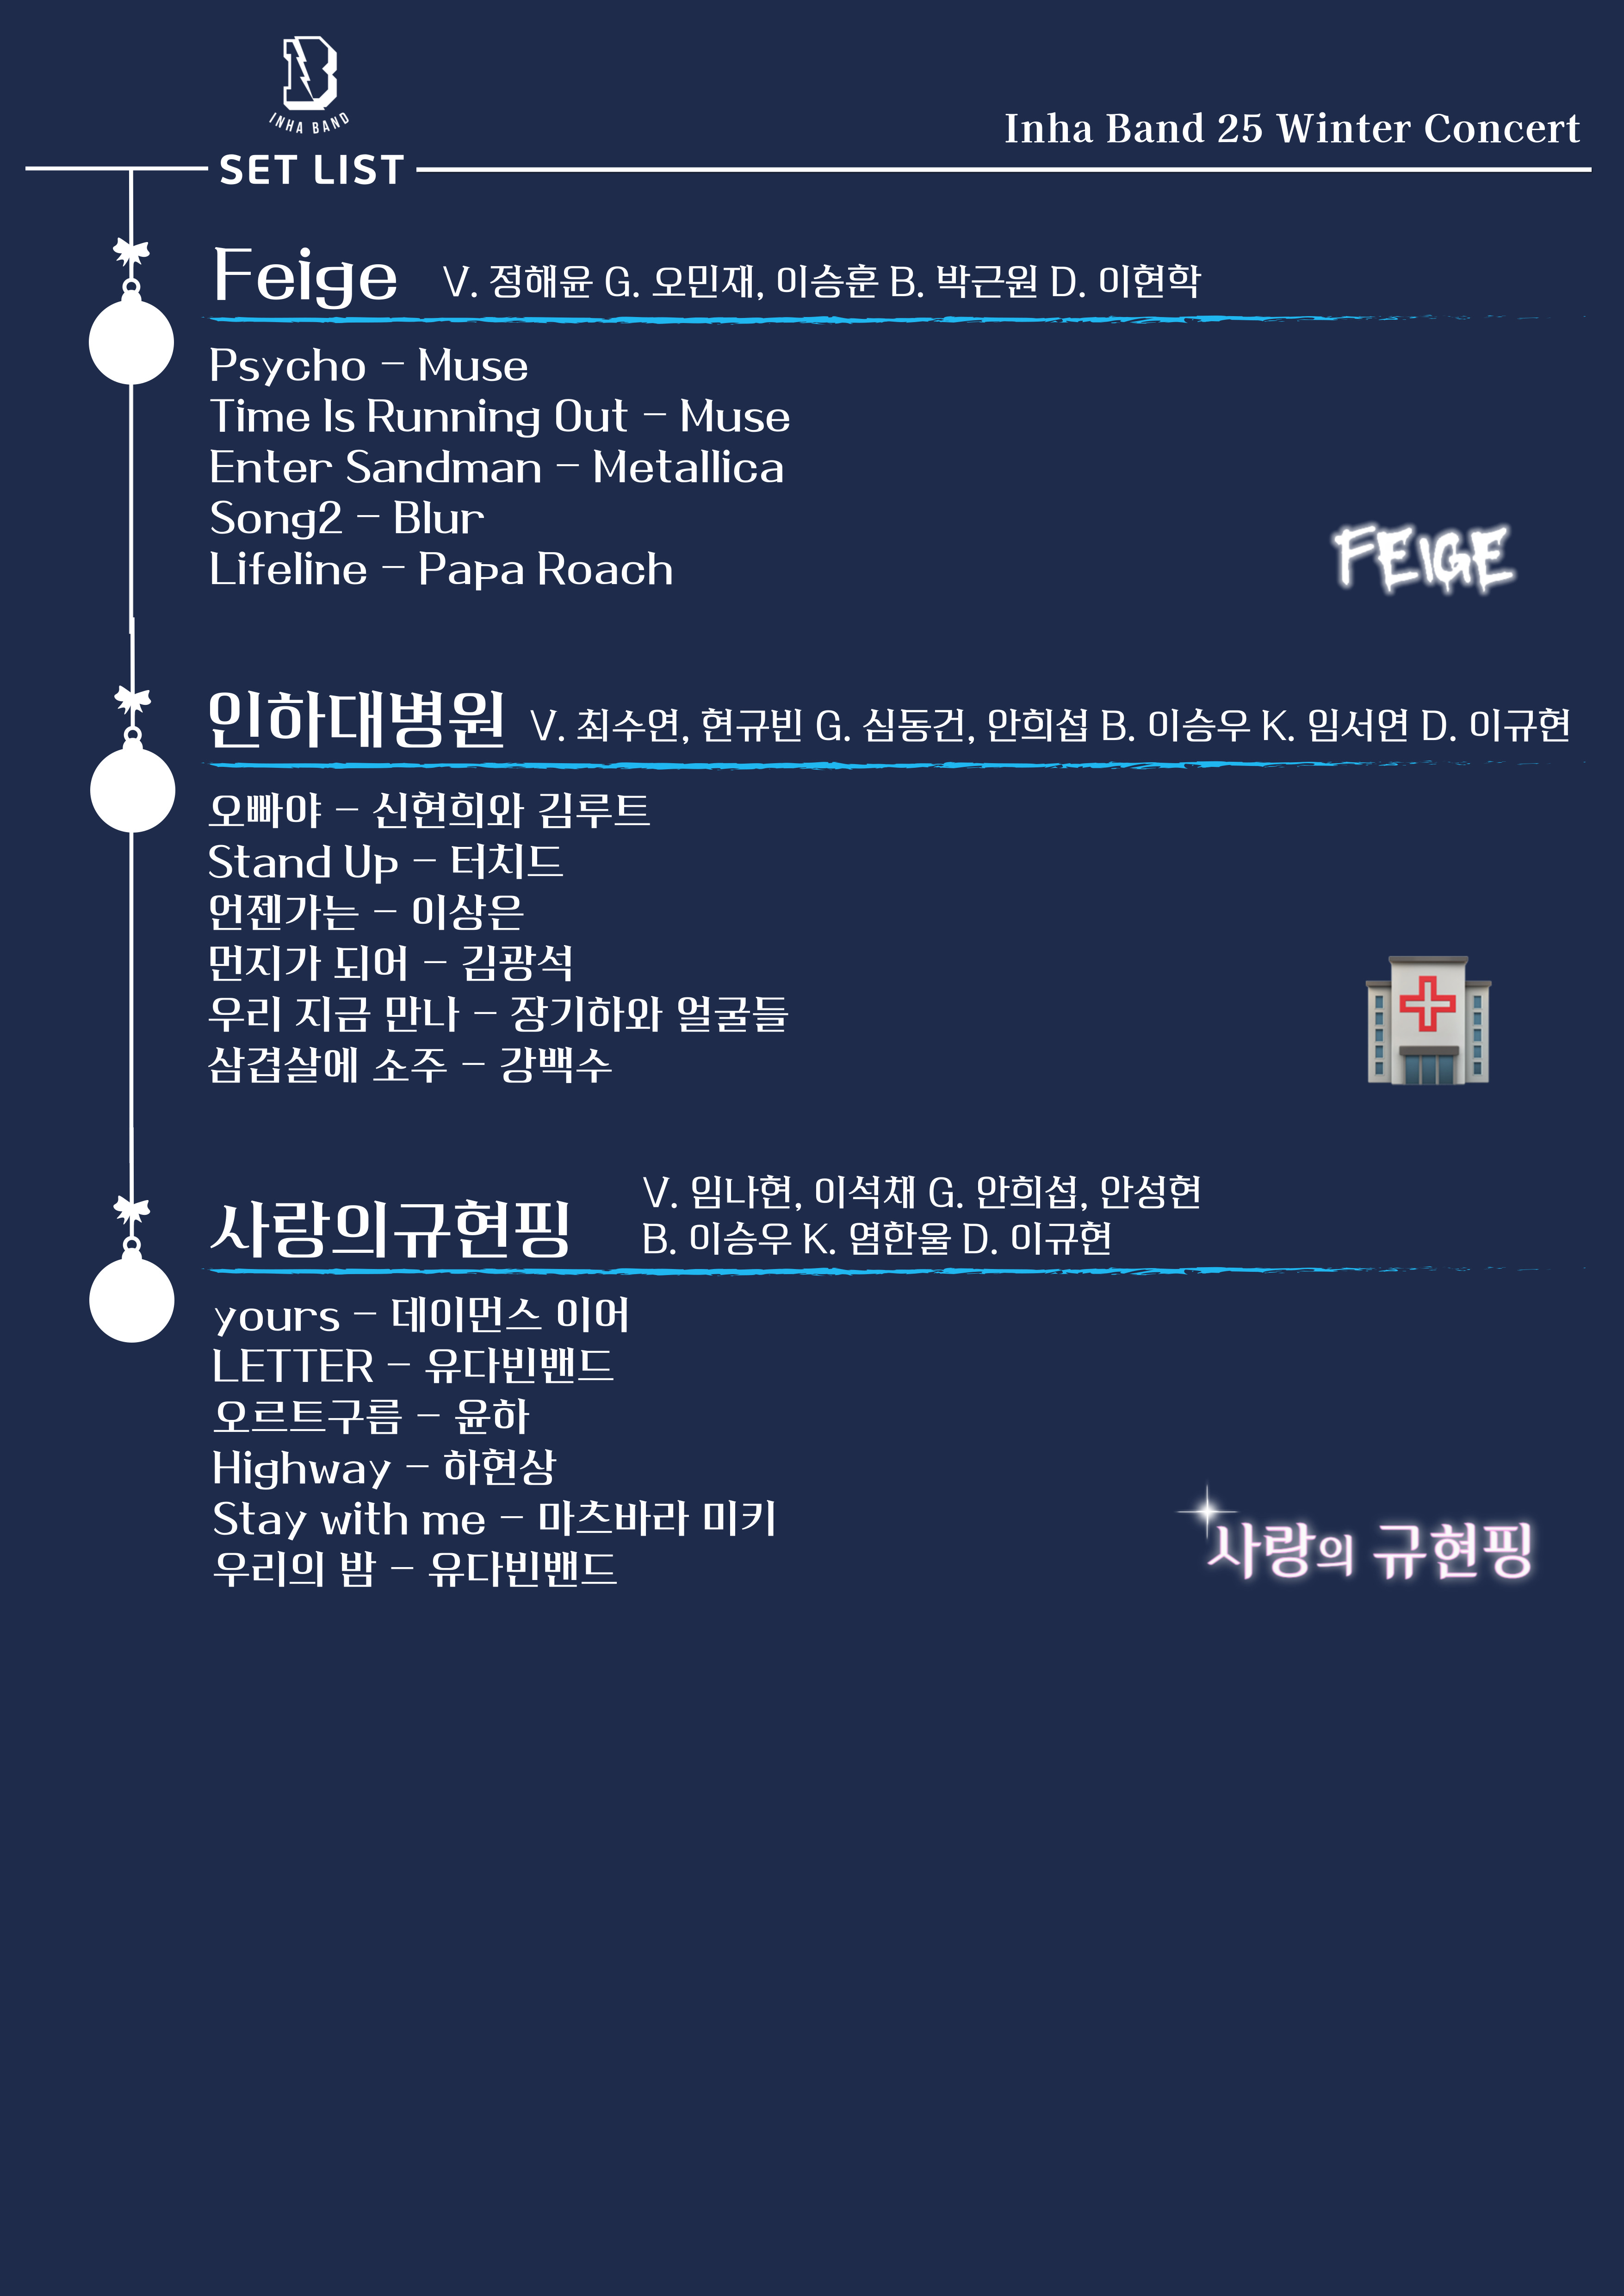 INHA BAND
SET LIST
Inha Band 25 Winter Concert
Feige V.정해윤 G. 오민재, 이승훈 B. 박근원 D. 이현학
Psycho - Muse
Time Is Running Out - Muse
Enter Sandman - Metallica
Song2 - Blur
Lifeline - Papa Roach
FEIGE
인하대병원 V. 최수연, 현규빈 G. 심동건, 안희섭 B. 이승우 K. 임서연 D. 이규현
오빠야 - 신현희와 김루트
Stand Up - 터치드
언젠가는 - 이상은
먼지가 되어 - 김광석
우리 지금 만나 - 장기하와 얼굴들
삼겹살에 소주 - 강백수
사랑의규현핑
V. 임나현, 이석채 G. 안희섭, 안성현
B. 이승우 K. 염한울 D. 이규현
yours - 데이먼스 이어
LETTER - 유다빈밴드
오르트구름 - 윤하
Highway - 하현상
Stay with me - 마츠바라 미키
우리의 밤 - 유다빈밴드
사랑의 규현핑